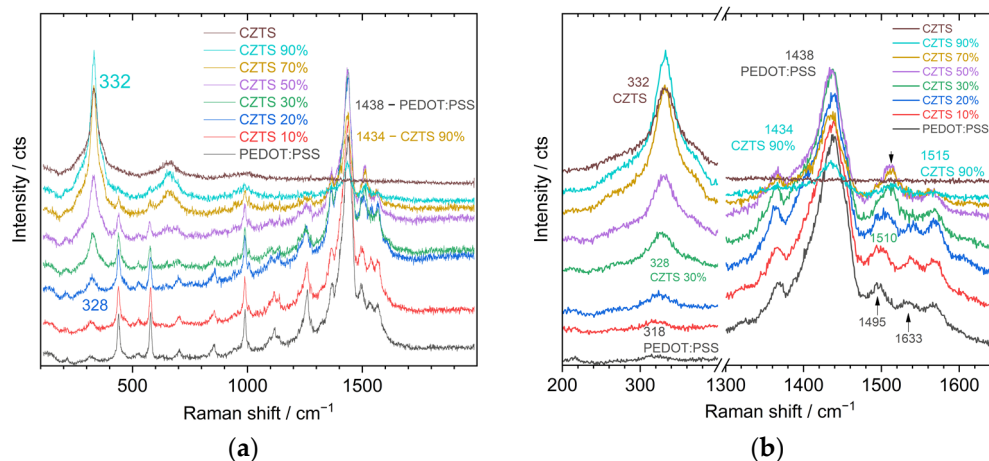 CZTS
CZTS 90%
CZTS 70%
CZTS 50%
CZTS 30%
CZTS 20%
CZTS 10%
PEDOT:PSS
332
328
1438 − PEDOT:PSS
1434 − CZTS 90%
Intensity / cts
500
1000
1500
Raman shift / cm−1
(a)
1438
PEDOT:PSS
CZTS
CZTS 90%
CZTS 70%
CZTS 50%
CZTS 30%
CZTS 20%
CZTS 10%
PEDOT:PSS
332
CZTS
1434
CZTS 90%
1515
CZTS 90%
328
CZTS 30%
1510
318
PEDOT:PSS
1495
1633
Intensity / cts
200
300
1300
1400
1500
1600
Raman shift / cm−1
(b)